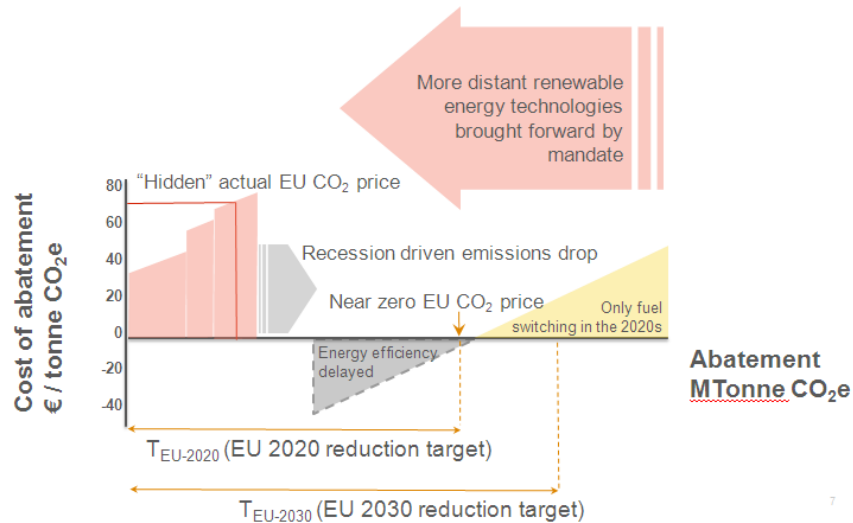 More distant renewable
energy technologies
brought forward by
mandate
"Hidden" actual EU CO₂ price
80
60
40
20
0
-20
-40
Cost of abatement
€ / tonne CO₂e
Recession driven emissions drop
Near zero EU CO₂ price
Only fuel
switching in the 2020s
Energy efficiency
delayed
Abatement
MTonne CO₂e
T_EU-2020 (EU 2020 reduction target)
T_EU-2030 (EU 2030 reduction target)
7